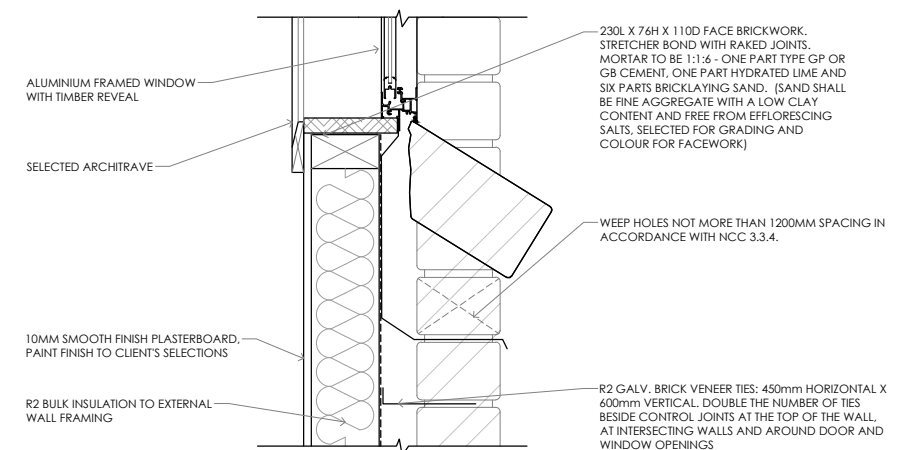 ALUMINIUM FRAMED WINDOW
WITH TIMBER REVEAL
SELECTED ARCHITRAVE
10MM SMOOTH FINISH PLASTERBOARD,
PAINT FINISH TO CLIENT'S SELECTIONS
R2 BULK INSULATION TO EXTERNAL
WALL FRAMING
230L X 76H X 110D FACE BRICKWORK.
STRETCHER BOND WITH RAKED JOINTS.
MORTAR TO BE 1:1:6 - ONE PART TYPE GP OR
GB CEMENT, ONE PART HYDRATED LIME AND
SIX PARTS BRICKLAYING SAND. (SAND SHALL
BE FINE AGGREGATE WITH A LOW CLAY
CONTENT AND FREE FROM EFFLORESCING
SALTS, SELECTED FOR GRADING AND
COLOUR FOR FACEWORK)
WEEP HOLES NOT MORE THAN 1200MM SPACING IN
ACCORDANCE WITH NCC 3.3.4.
R2 GALV. BRICK VENEER TIES: 450mm HORIZONTAL X
600mm VERTICAL. DOUBLE THE NUMBER OF TIES
BESIDE CONTROL JOINTS AT THE TOP OF THE WALL,
AT INTERSECTING WALLS AND AROUND DOOR AND
WINDOW OPENINGS